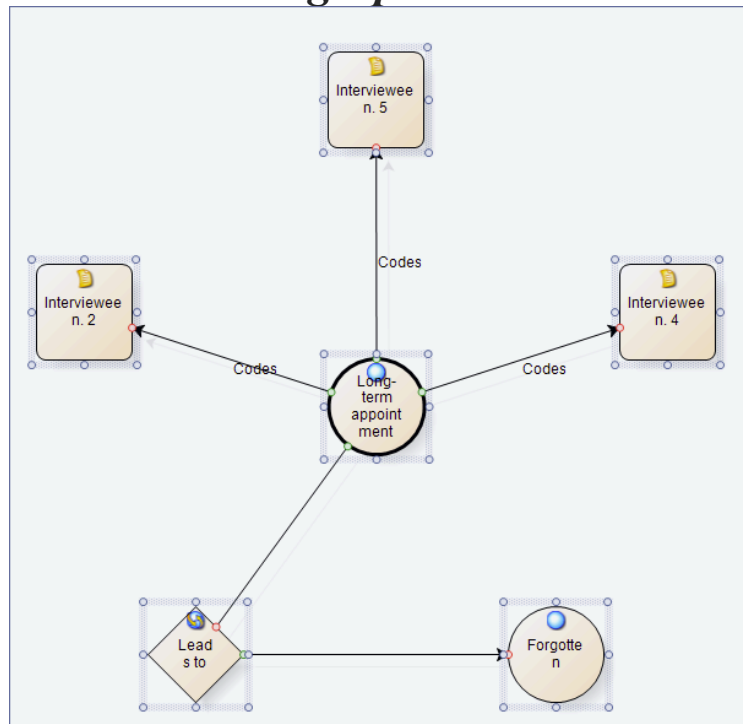 Interviewee
n. 5
Codes
Interviewee
n. 2
Interviewee
n. 4
Codes
Codes
Long-
term
appoint
ment
Lead
s to
Forgotte
n